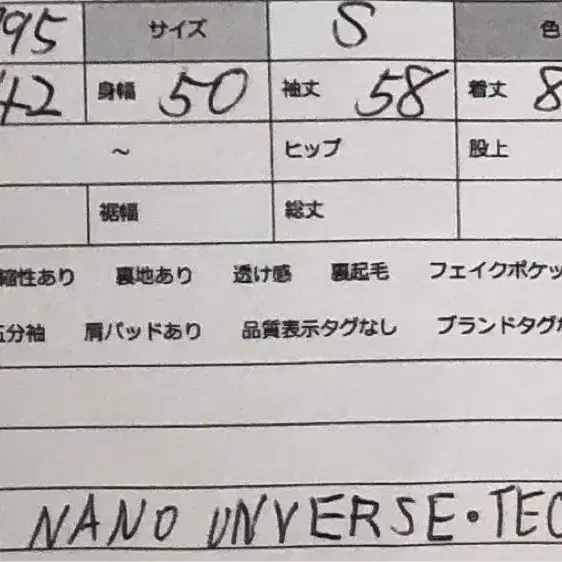 95 サイズ S 色
42 身幅 50 袖丈 58 着丈 8
～ ヒップ 股上
裾幅 総丈
縮性あり 裏地あり 透け感 裏起毛 フェイクポケッ
五分袖 肩パッドあり 品質表示タグなし ブランドタグ
NANO UNVERSE・TEC